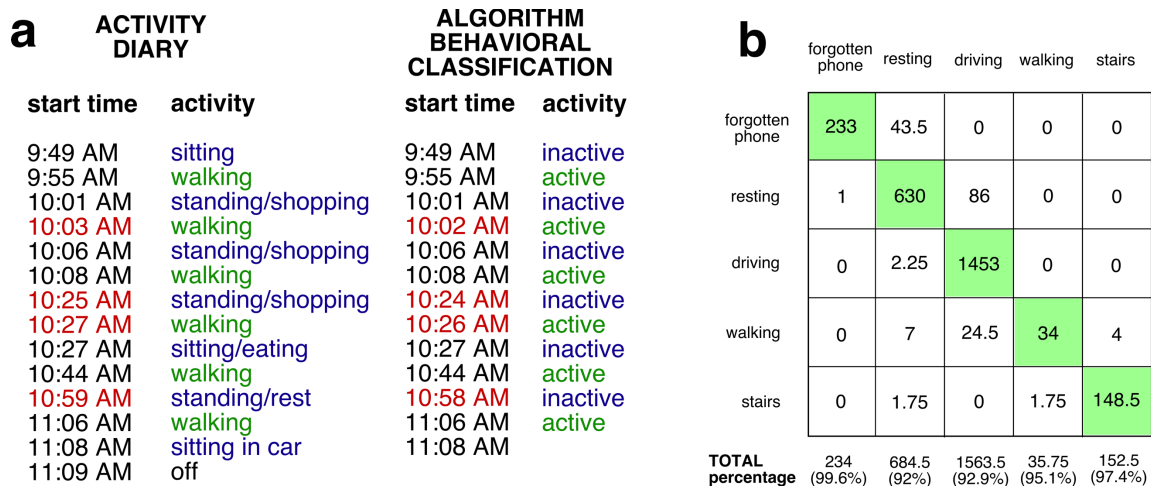 a
ACTIVITY
DIARY
ALGORITHM
BEHAVIORAL
CLASSIFICATION
start time activity start time activity
9:49 AM sitting 9:49 AM inactive
9:55 AM walking 9:55 AM active
10:01 AM standing/shopping 10:01 AM inactive
10:03 AM walking 10:02 AM active
10:06 AM standing/shopping 10:06 AM inactive
10:08 AM walking 10:08 AM active
10:25 AM standing/shopping 10:24 AM inactive
10:27 AM walking 10:26 AM active
10:27 AM sitting/eating 10:27 AM inactive
10:44 AM walking 10:44 AM active
10:59 AM standing/rest 10:58 AM inactive
11:06 AM walking 11:06 AM active
11:08 AM sitting in car 11:08 AM
11:09 AM off
b
forgotten
phone resting driving walking stairs
forgotten
phone 233 43.5 0 0 0
resting 1 630 86 0 0
driving 0 2.25 1453 0 0
walking 0 7 24.5 34 4
stairs 0 1.75 0 1.75 148.5
TOTAL 234 684.5 1563.5 35.75 152.5
percentage (99.6%) (92%) (92.9%) (95.1%) (97.4%)